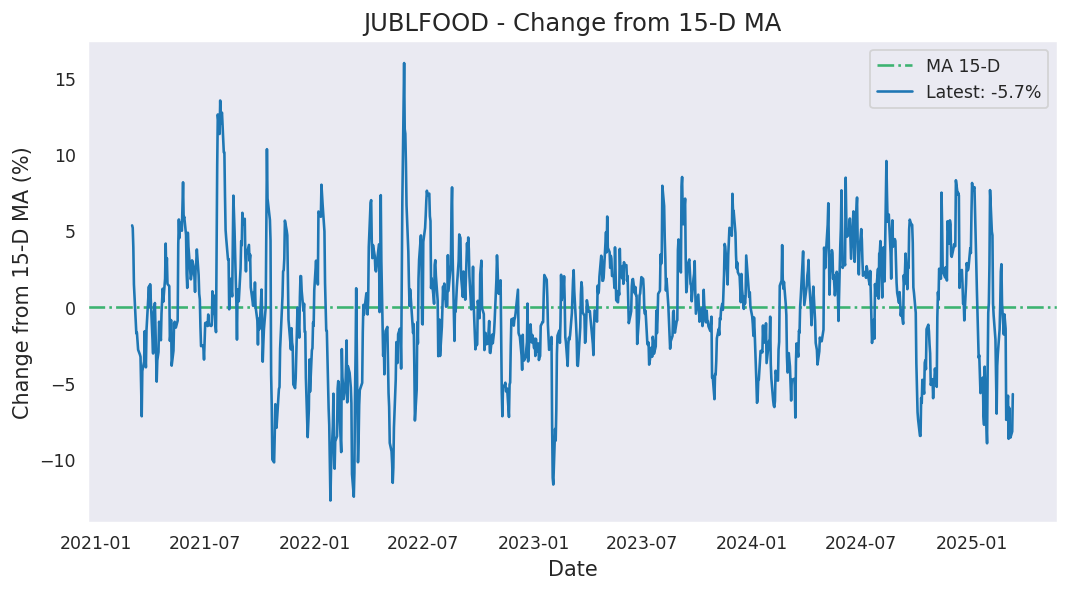 JUBLFOOD - Change from 15-D MA
MA 15-D
Latest: -5.7%
Change from 15-D MA (%)
15
10
5
0
−5
−10
2021-01 2021-07 2022-01 2022-07 2023-01 2023-07 2024-01 2024-07 2025-01
Date